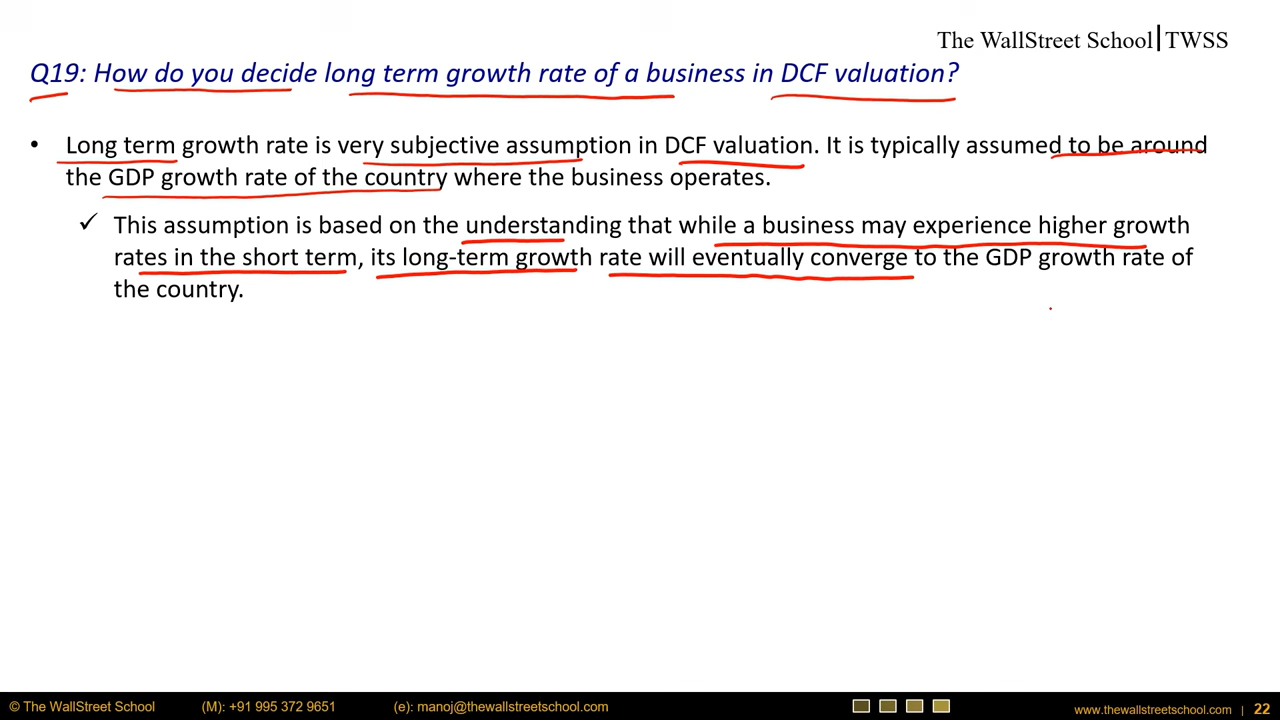 The WallStreet School|TWSS
Q19: How do you decide long term growth rate of a business in DCF valuation?
• Long term growth rate is very subjective assumption in DCF valuation. It is typically assumed to be around
the GDP growth rate of the country where the business operates.
✓ This assumption is based on the understanding that while a business may experience higher growth
rates in the short term, its long-term growth rate will eventually converge to the GDP growth rate of
the country.
© The WallStreet School (M): +91 995 372 9651 (e): manoj@thewallstreetschool.com www.thewallstreetschool.com | 22